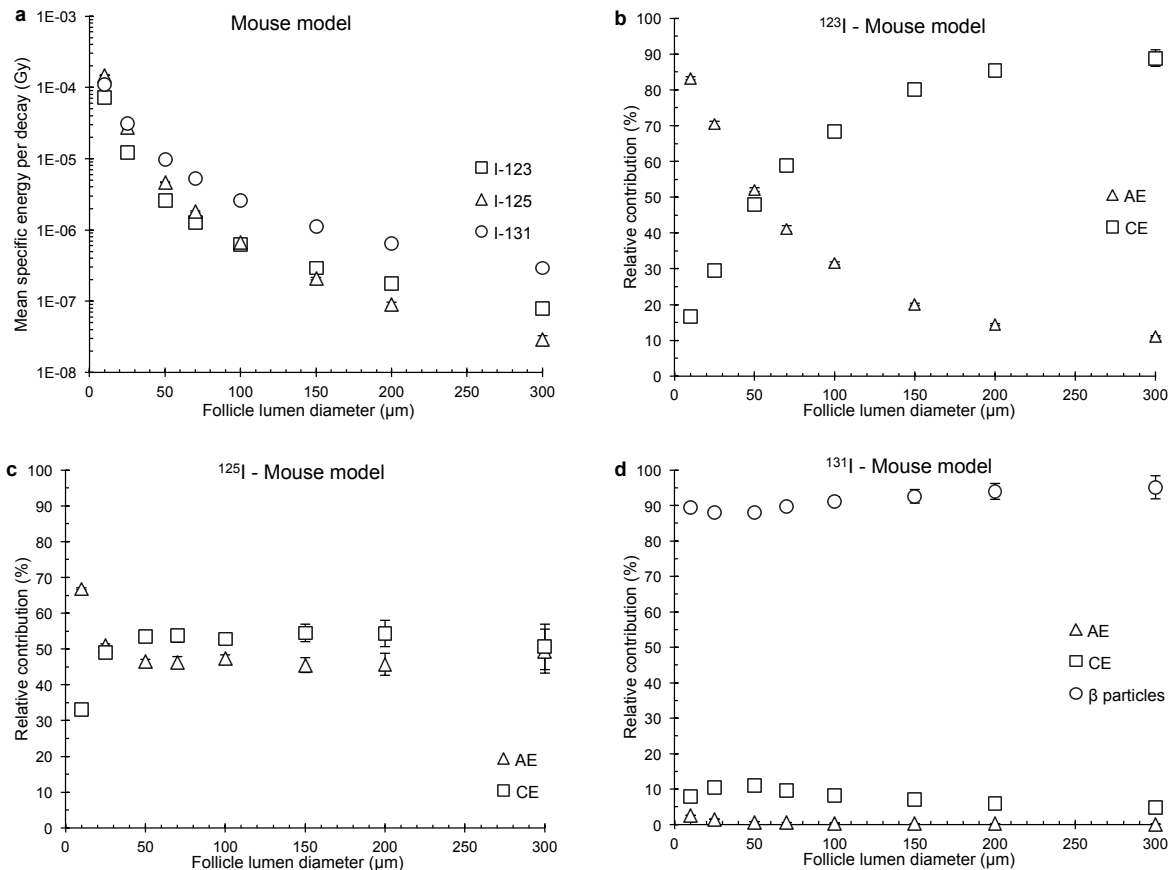 a
Mouse model
1E-03
1E-04
1E-05
1E-06
1E-07
1E-08
Mean specific energy per decay (Gy)
I-123
I-125
I-131
0 50 100 150 200 250 300
Follicle lumen diameter (µm)
b
¹²³I - Mouse model
100
90
80
70
60
50
40
30
20
10
0
Relative contribution (%)
AE
CE
0 50 100 150 200 250 300
Follicle lumen diameter (µm)
c
¹²⁵I - Mouse model
100
90
80
70
60
50
40
30
20
10
0
Relative contribution (%)
AE
CE
0 50 100 150 200 250 300
Follicle lumen diameter (µm)
d
¹³¹I - Mouse model
100
90
80
70
60
50
40
30
20
10
0
Relative contribution (%)
AE
CE
β particles
0 50 100 150 200 250 300
Follicle lumen diameter (µm)